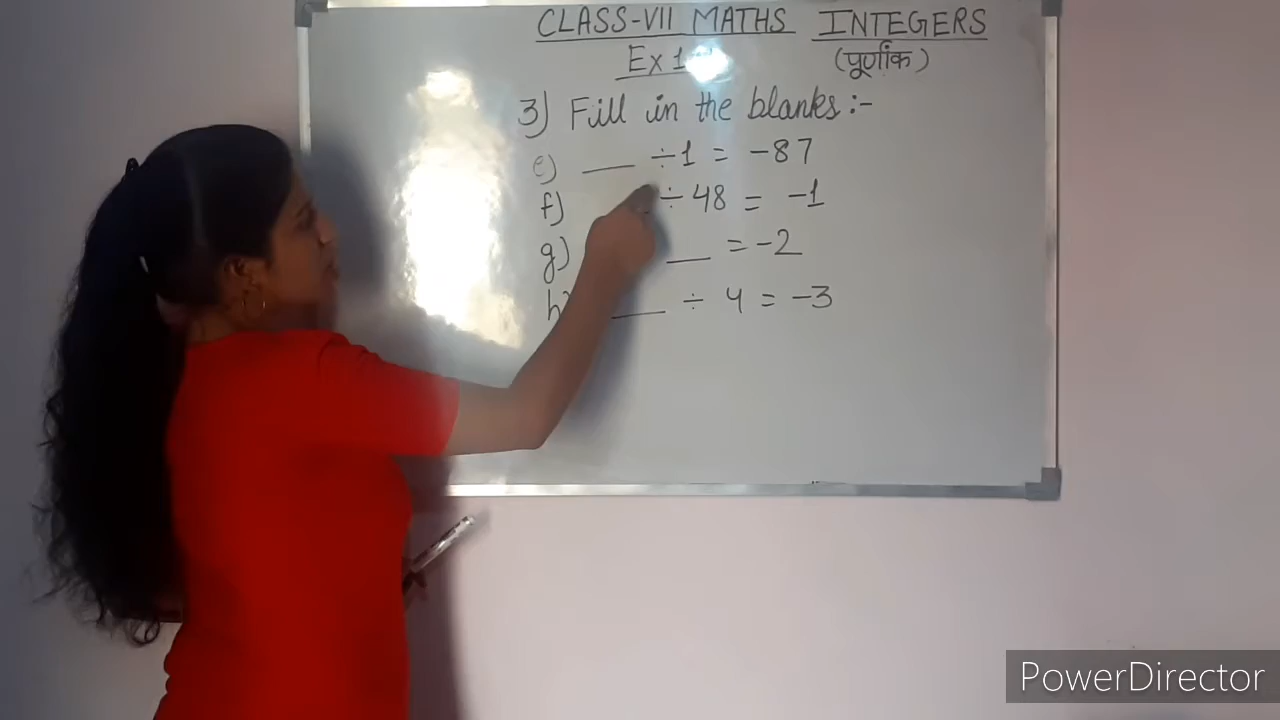 CLASS-VII MATHS INTEGERS
Ex 1 (पूर्णांक)
3) Fill in the blanks :-
e) ___ ÷ 1 = -87
f) ÷ 48 = -1
g) ___ = -2
h) ___ ÷ 4 = -3
PowerDirector